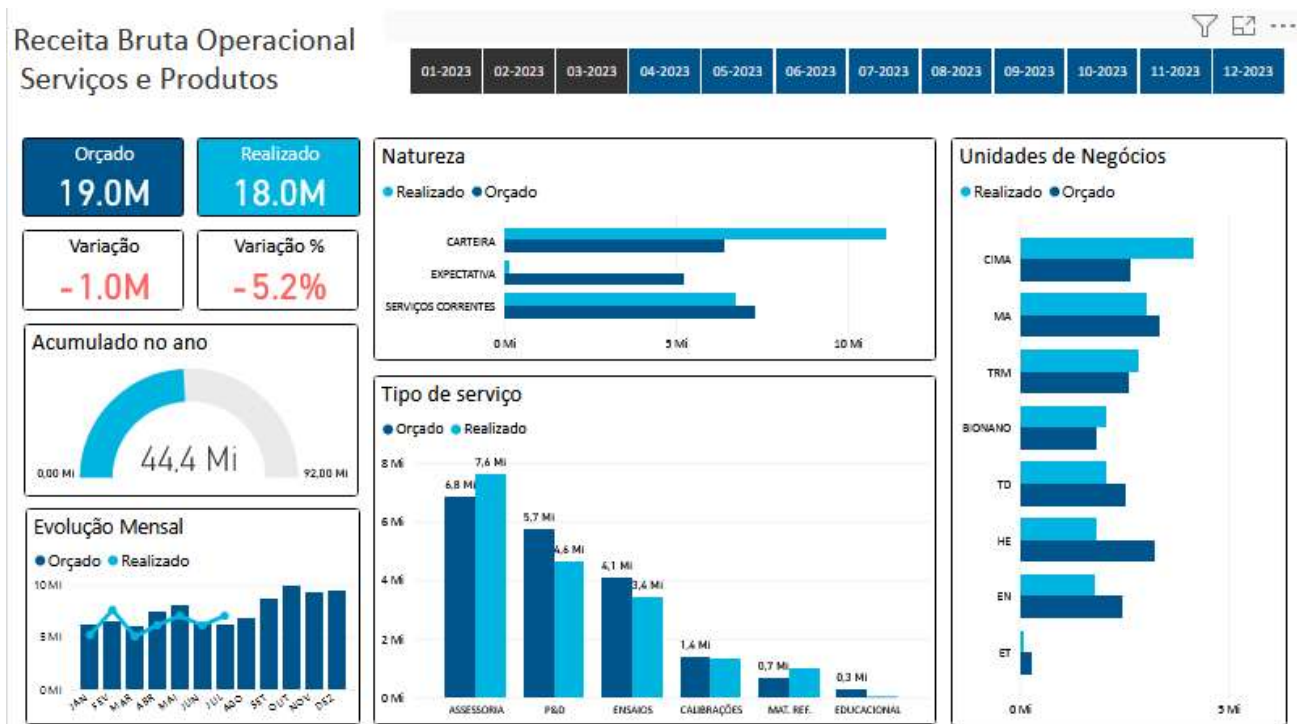 Receita Bruta Operacional
Serviços e Produtos
01-2023 02-2023 03-2023 04-2023 05-2023 06-2023 07-2023 08-2023 09-2023 10-2023 11-2023 12-2023
Orçado
19.0M
Realizado
18.0M
Variação
-1.0M
Variação %
-5.2%
Acumulado no ano
44,4 Mi
0,00 Mi
92,00 Mi
Evolução Mensal
Orçado Realizado
10 Mi
5 Mi
0 Mi
JAN FEV MAR ABR MAI JUN JUL AGO SET OUT NOV DEZ
Natureza
Realizado Orçado
CARTEIRA
EXPECTATIVA
SERVIÇOS CORRENTES
0 Mi 5 Mi 10 Mi
Tipo de serviço
Orçado Realizado
8 Mi
6 Mi
4 Mi
2 Mi
0 Mi
6,8 Mi 7,6 Mi
5,7 Mi 4,6 Mi
4,1 Mi 3,4 Mi
1,4 Mi
0,7 Mi
0,3 Mi
ASSESSORIA P&D ENSAIOS CALIBRAÇÕES MAT. REF. EDUCACIONAL
Unidades de Negócios
Realizado Orçado
CIMA
MA
TRM
BIONANO
TD
HE
EN
ET
0 Mi 5 Mi